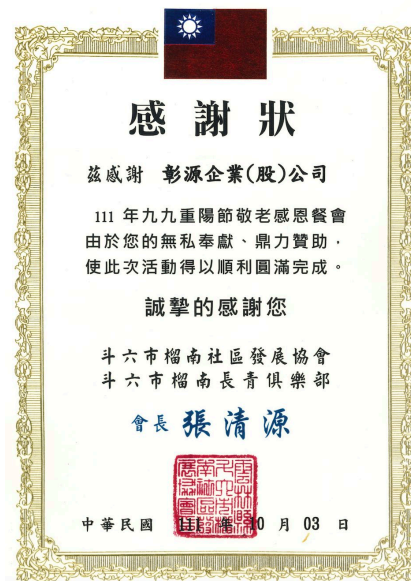 感謝狀
茲感謝 彰源企業(股)公司
111 年九九重陽節敬老感恩餐會
由於您的無私奉獻、鼎力贊助，
使此次活動得以順利圓滿完成。
誠摯的感謝您
斗六市榴南社區發展協會
斗六市榴南長青俱樂部
會長 張清源
中華民國 111 年 10 月 03 日